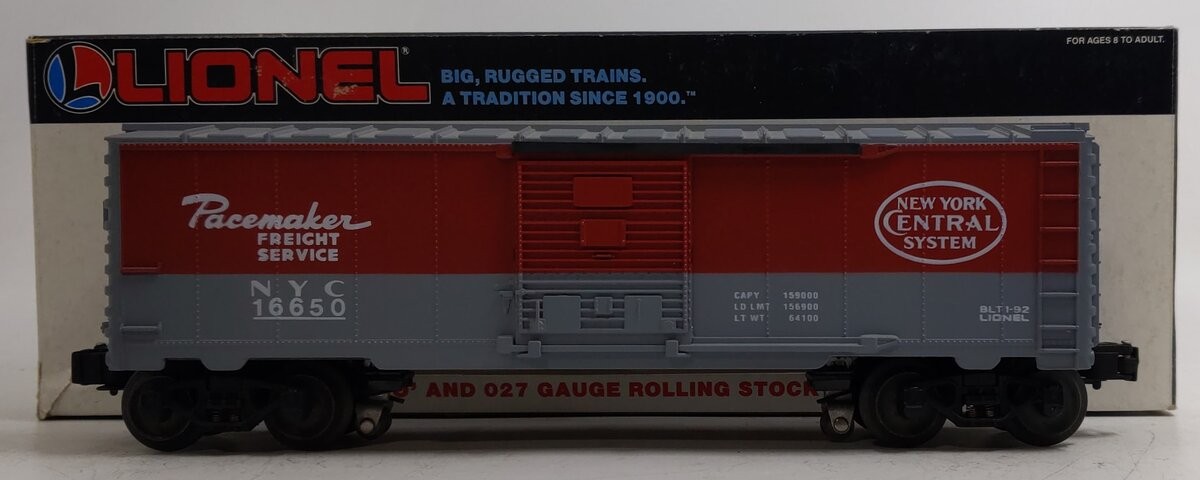 LIONEL®
BIG, RUGGED TRAINS.
A TRADITION SINCE 1900.™
FOR AGES 8 TO ADULT.
Pacemaker
FREIGHT
SERVICE
NYC
16650
NEW YORK
CENTRAL
SYSTEM
CAPY 159000
LD LMT 156900
LT WT 64100
BLT 1-92
LIONEL
AND 027 GAUGE ROLLING STOCK